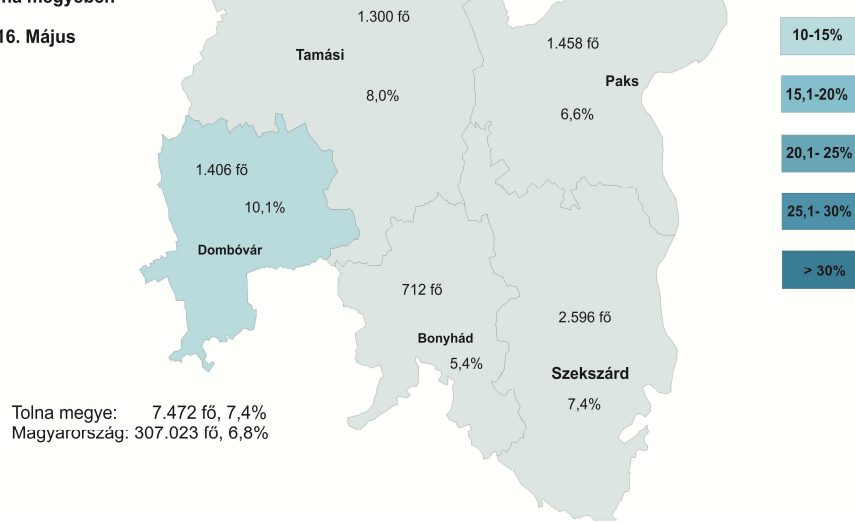 16. Május
1.300 fő
Tamási
8,0%
1.458 fő
Paks
6,6%
10-15%
15,1-20%
20,1- 25%
25,1- 30%
> 30%
1.406 fő
10,1%
Dombóvár
712 fő
Bonyhád
5,4%
2.596 fő
Szekszárd
7,4%
Tolna megye: 7.472 fő, 7,4%
Magyarország: 307.023 fő, 6,8%